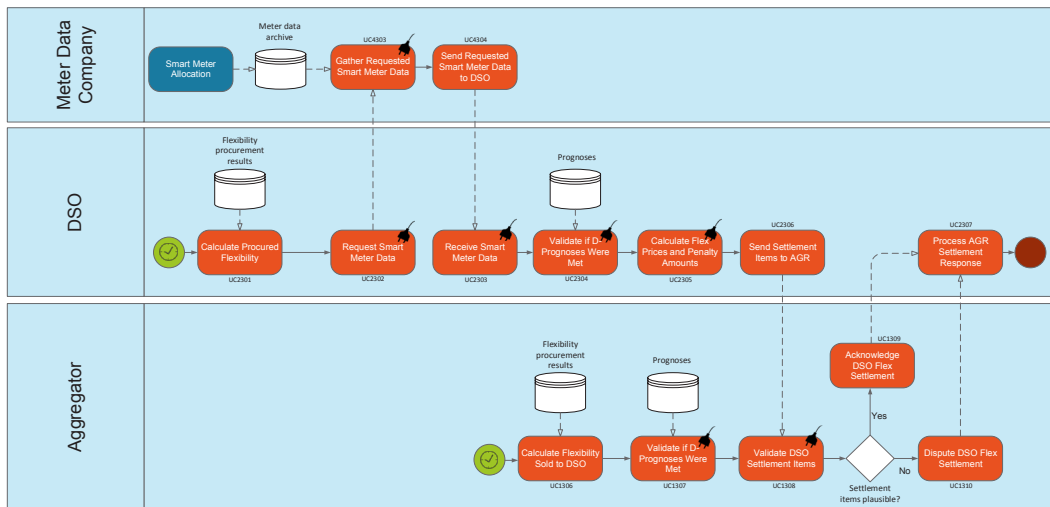 Meter Data
Company
Smart Meter
Allocation
Meter data
archive
UC4303
Gather Requested
Smart Meter Data
UC4304
Send Requested
Smart Meter Data
to DSO
DSO
Flexibility
procurement
results
Prognoses
Calculate Procured
Flexibility
UC2301
Request Smart
Meter Data
UC2302
Receive Smart
Meter Data
UC2303
Validate if D-
Prognoses Were
Met
UC2304
Calculate Flex
Prices and Penalty
Amounts
UC2305
UC2306
Send Settlement
Items to AGR
UC2307
Process AGR
Settlement
Response
Aggregator
Flexibility
procurement
results
Prognoses
UC1309
Acknowledge
DSO Flex
Settlement
Yes
Calculate Flexibility
Sold to DSO
UC1306
Validate if D-
Prognoses Were
Met
UC1307
Validate DSO
Settlement Items
UC1308
No
Settlement
items plausible?
Dispute DSO Flex
Settlement
UC1310